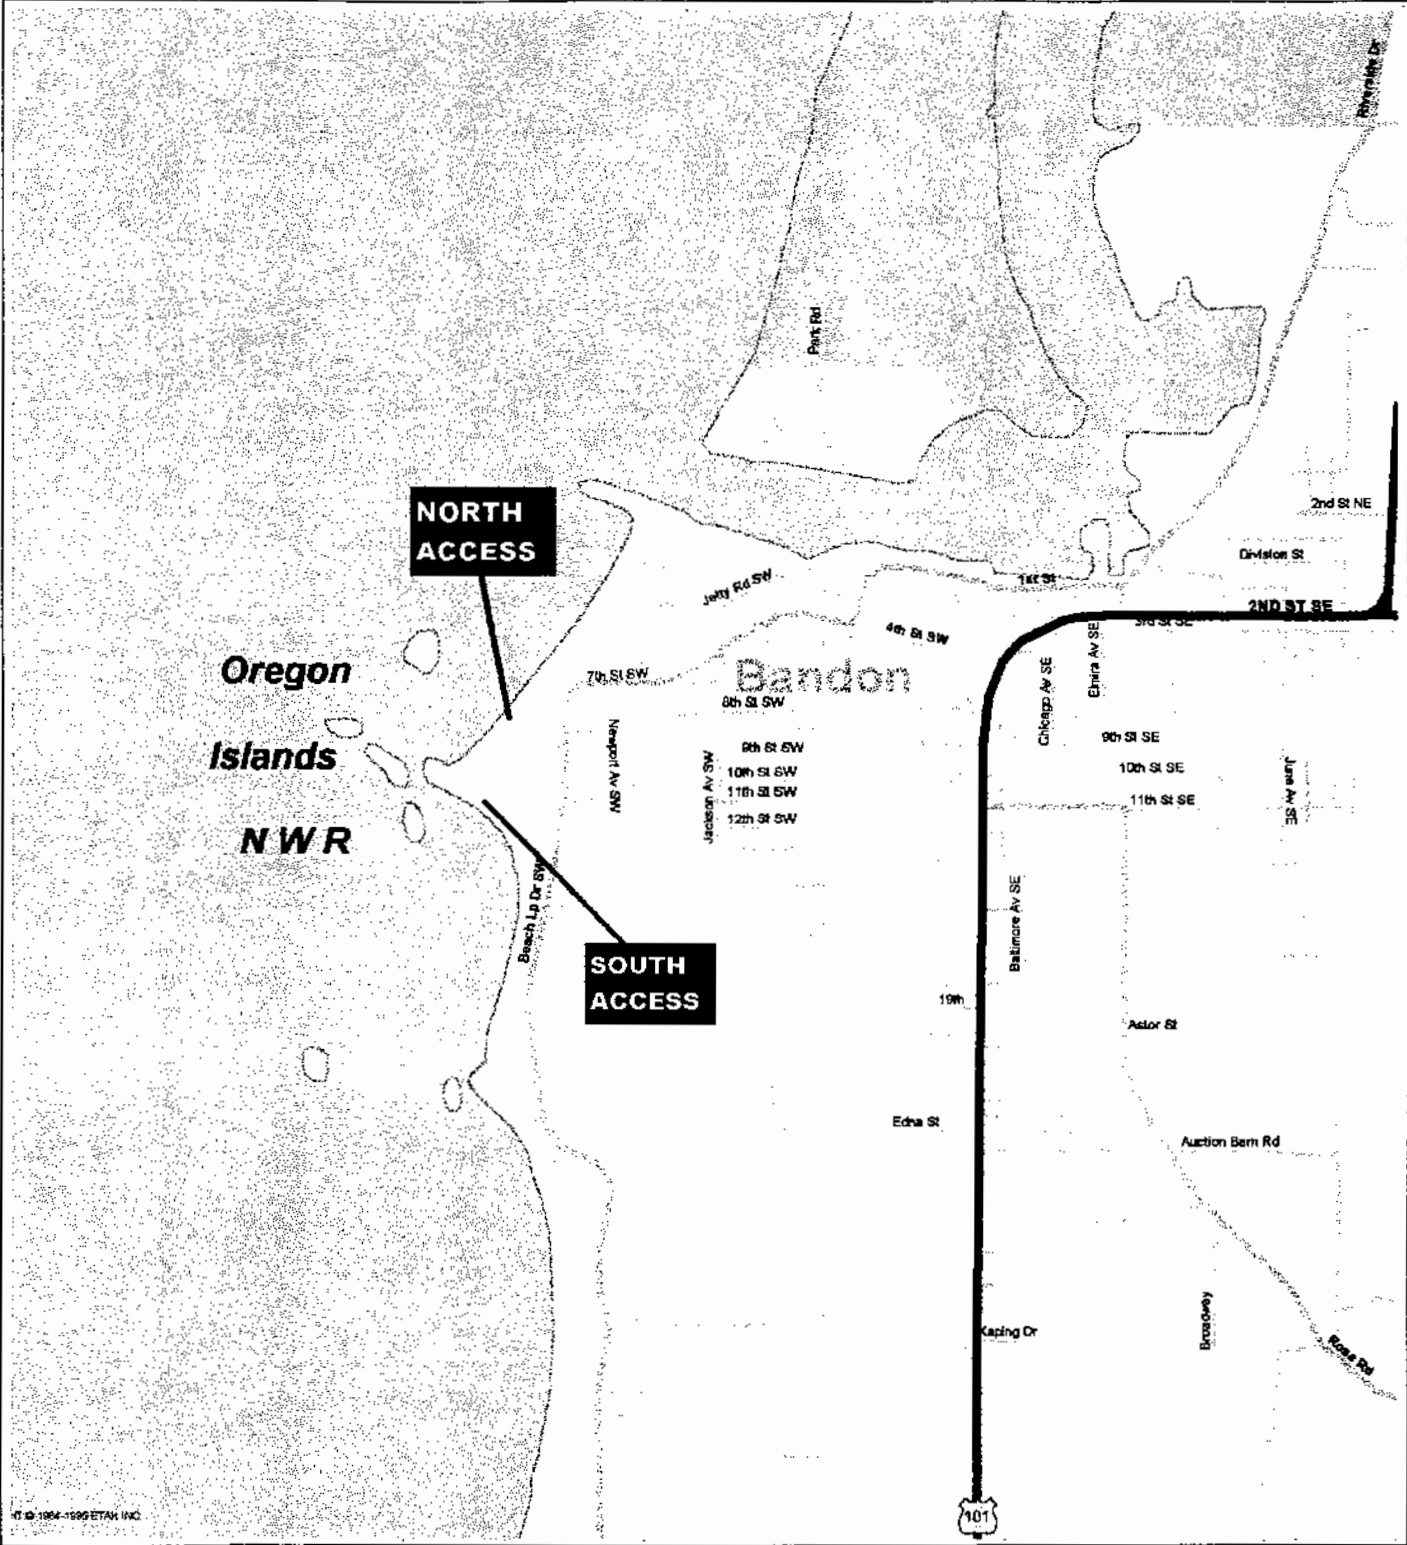 Riverside Dr
Park Rd
NORTH
ACCESS
2nd St NE
Division St
1st St
Jetty Rd SW
2ND ST SE
3rd St SE
4th St SW
Elmira Av SE
Chicago Av SE
Oregon
Islands
NWR
7th St SW
Bandon
8th St SW
Newport Av SW
Jackson Av SW
9th St SW
10th St SW
11th St SW
12th St SW
9th St SE
10th St SE
11th St SE
June Av SE
Beach Lp Dr SW
Baltimore Av SE
SOUTH
ACCESS
19th
Astor St
Edna St
Auction Barn Rd
Kaping Dr
Broadway
Rosa Rd
101
ETAK INC